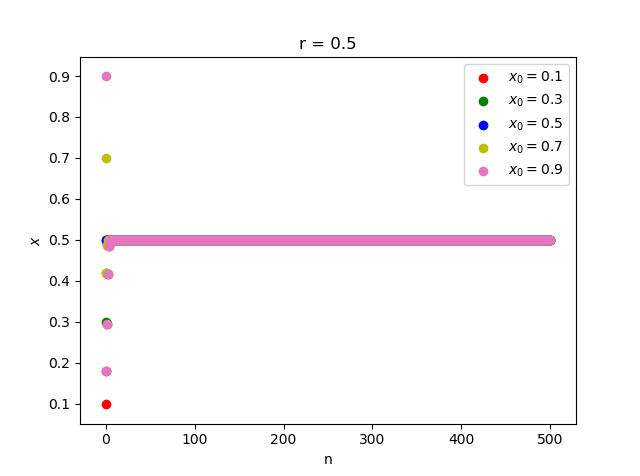 r = 0.5
0.9
0.8
0.7
0.6
0.5
0.4
0.3
0.2
0.1
x
0
100
200
300
400
500
n
x₀ = 0.1
x₀ = 0.3
x₀ = 0.5
x₀ = 0.7
x₀ = 0.9